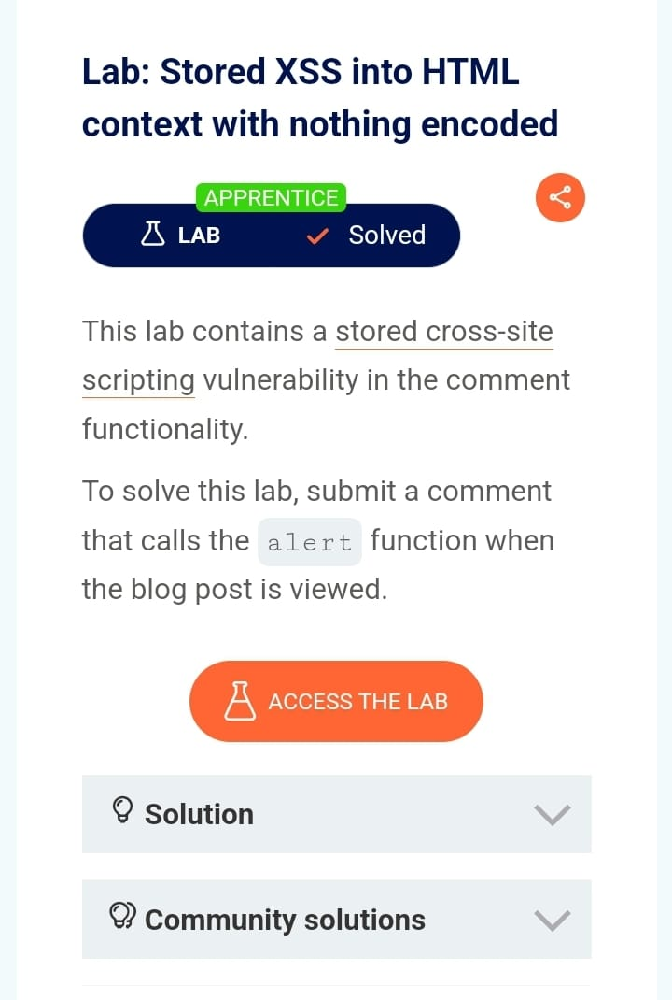 Lab: Stored XSS into HTML
context with nothing encoded
APPRENTICE
LAB Solved
This lab contains a stored cross-site
scripting vulnerability in the comment
functionality.
To solve this lab, submit a comment
that calls the alert function when
the blog post is viewed.
ACCESS THE LAB
Solution
Community solutions